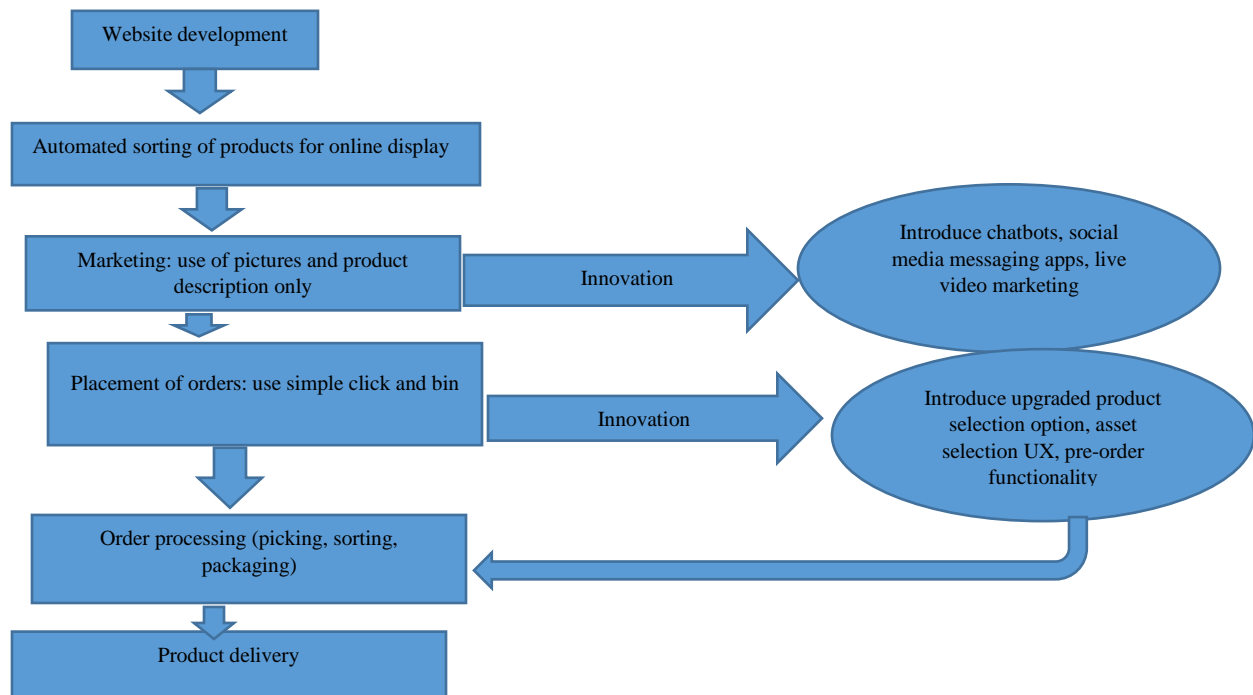 Website development
Automated sorting of products for online display
Marketing: use of pictures and product
description only
Innovation
Introduce chatbots, social
media messaging apps, live
video marketing
Placement of orders: use simple click and bin
Innovation
Introduce upgraded product
selection option, asset
selection UX, pre-order
functionality
Order processing (picking, sorting,
packaging)
Product delivery